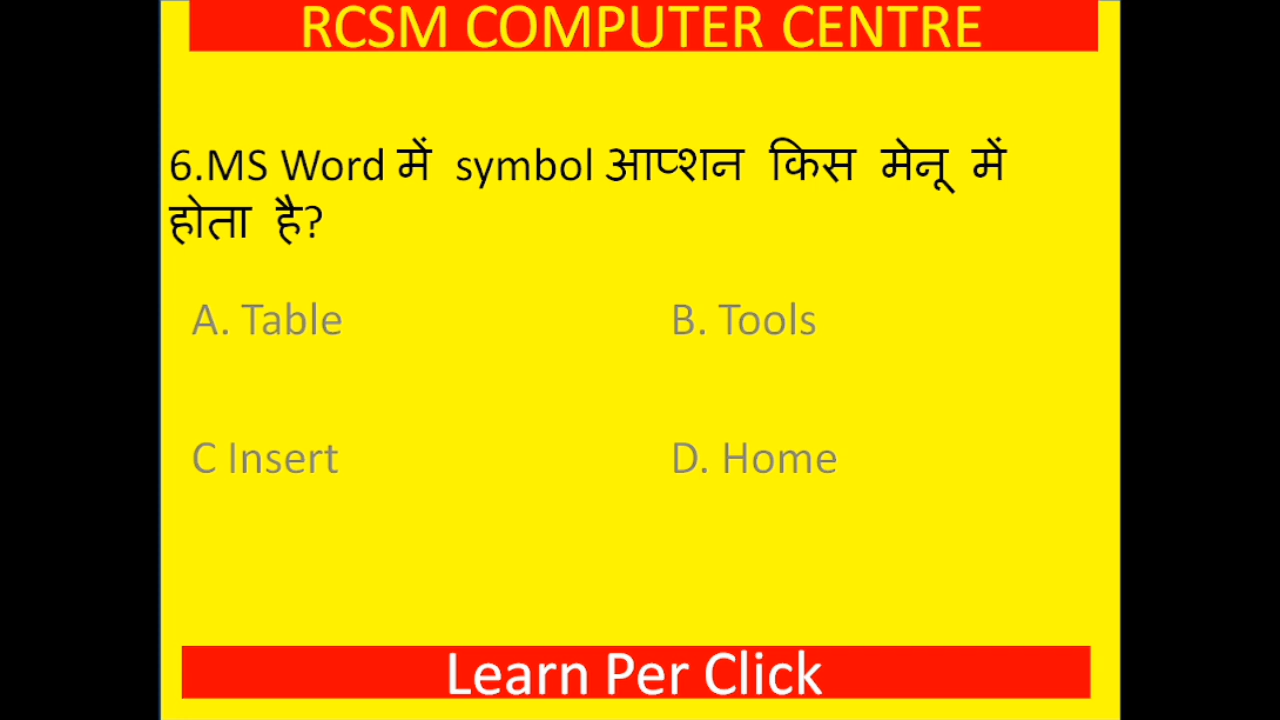 RCSM COMPUTER CENTRE
6.MS Word में symbol आप्शन किस मेनू में
होता है?
A. Table B. Tools
C Insert D. Home
Learn Per Click